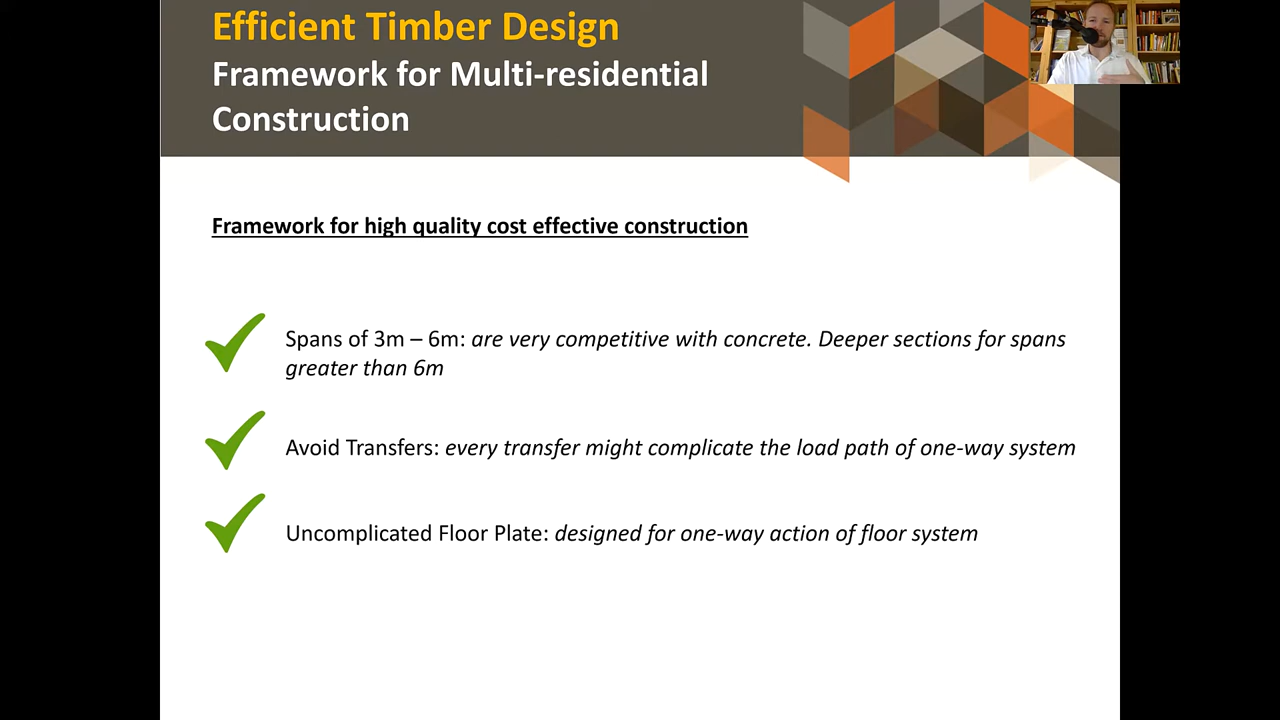 Efficient Timber Design
Framework for Multi-residential
Construction
Framework for high quality cost effective construction
Spans of 3m – 6m: are very competitive with concrete. Deeper sections for spans
greater than 6m
Avoid Transfers: every transfer might complicate the load path of one-way system
Uncomplicated Floor Plate: designed for one-way action of floor system